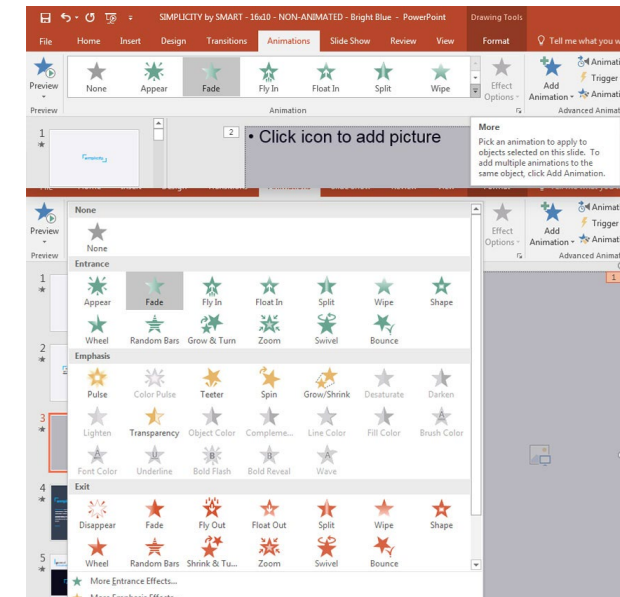 SIMPLICITY by SMART - 16x10 - NON-ANIMATED - Bright Blue - PowerPoint
Drawing Tools
File Home Insert Design Transitions Animations Slide Show Review View Format Tell me what you w
Preview None Appear Fade Fly In Float In Split Wipe Effect Options Add Animation Animati
Trigger
Animatio
Preview Animation Advanced Anima
1
2 • Click icon to add picture
More
Pick an animation to apply to
objects selected on this slide. To
add multiple animations to the
same object, click Add Animation.
Preview
None
None
Effect Options
Add Animation
Animat
Trigger
Animati
Preview
Entrance
Advanced Animat
1
1
Appear Fade Fly In Float In Split Wipe Shape
Wheel Random Bars Grow & Turn Zoom Swivel Bounce
2
Emphasis
Pulse Color Pulse Teeter Spin Grow/Shrink Desaturate Darken
3
Lighten Transparency Object Color Compleme... Line Color Fill Color Brush Color
Font Color Underline Bold Flash Bold Reveal Wave
4
Exit
Disappear Fade Fly Out Float Out Split Wipe Shape
5
Wheel Random Bars Shrink & Tu... Zoom Swivel Bounce
More Entrance Effects...
More Emphasis Effects...